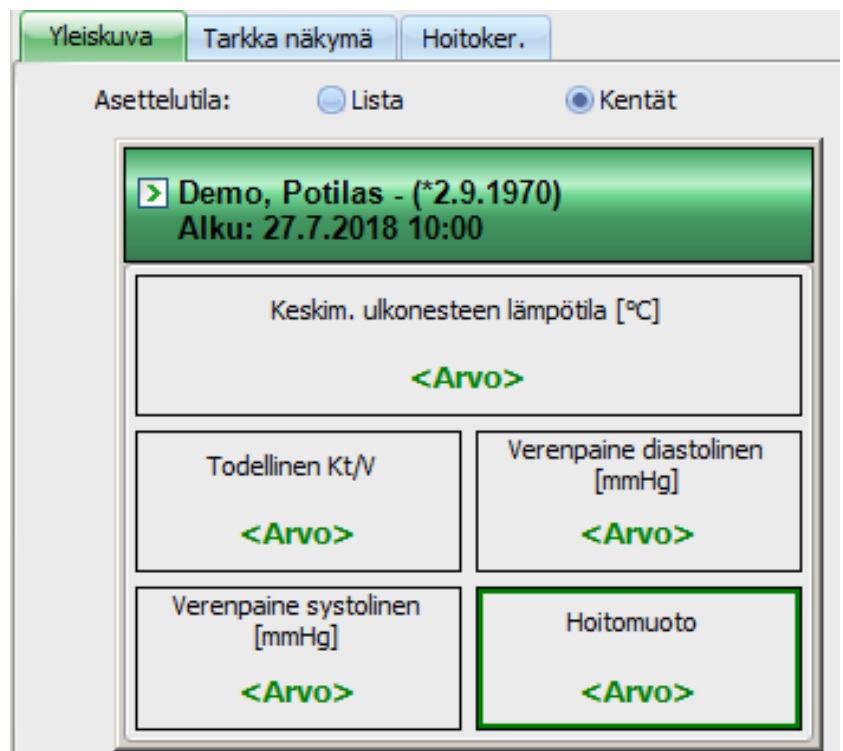 Yleiskuva Tarkka näkymä Hoitoker.
Asettelutila: Lista Kentät
Demo, Potilas - (*2.9.1970)
Alku: 27.7.2018 10:00
Keskim. ulkonesteen lämpötila [°C]
<Arvo>
Todellinen Kt/V
<Arvo>
Verenpaine diastolinen
[mmHg]
<Arvo>
Verenpaine systolinen
[mmHg]
<Arvo>
Hoitomuoto
<Arvo>